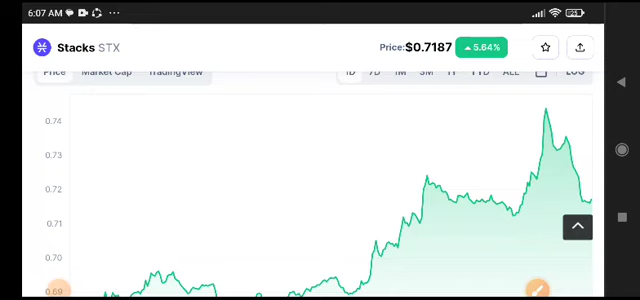 6:07 AM
Stacks STX
Price: $0.7187 5.64%
Price Market Cap TradingView 1D 7D 1M 3M 1Y YTD ALL LOG
0.74
0.73
0.72
0.71
0.70
0.69